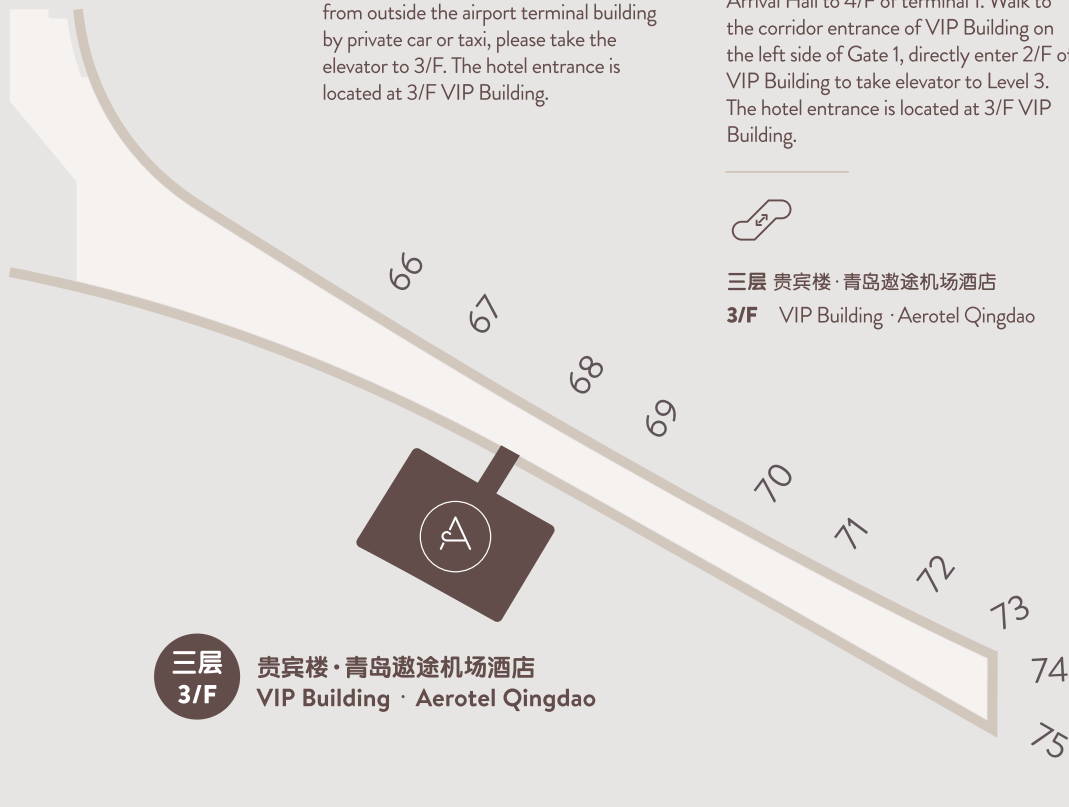 from outside the airport terminal building
by private car or taxi, please take the
elevator to 3/F. The hotel entrance is
located at 3/F VIP Building.
Arrival Hall to 4/F of terminal 1. Walk to
the corridor entrance of VIP Building on
the left side of Gate 1, directly enter 2/F of
VIP Building to take elevator to Level 3.
The hotel entrance is located at 3/F VIP
Building.
三层 贵宾楼·青岛遨途机场酒店
3/F VIP Building · Aerotel Qingdao
66
67
68
69
70
71
72
73
74
75
三层
3/F
贵宾楼·青岛遨途机场酒店
VIP Building · Aerotel Qingdao